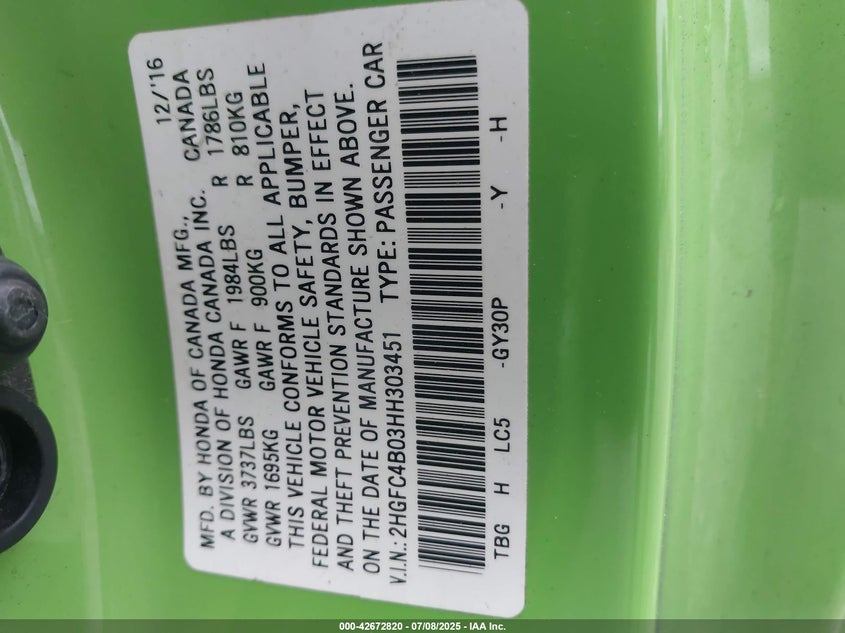 MFD. BY HONDA OF CANADA MFG., 12/'16
A DIVISION OF HONDA CANADA INC. CANADA
GVWR 3737LBS GAWR F 1984LBS R 1786LBS
GVWR 1695KG GAWR F 900KG R 810KG
THIS VEHICLE CONFORMS TO ALL APPLICABLE
FEDERAL MOTOR VEHICLE SAFETY, BUMPER,
AND THEFT PREVENTION STANDARDS IN EFFECT
ON THE DATE OF MANUFACTURE SHOWN ABOVE.
V.I.N.: 2HGFC4B03HH303451 TYPE: PASSENGER CAR
TBG H LC5 -GY30P -Y -H
000-42672820 - 07/08/2025 - IAA Inc.